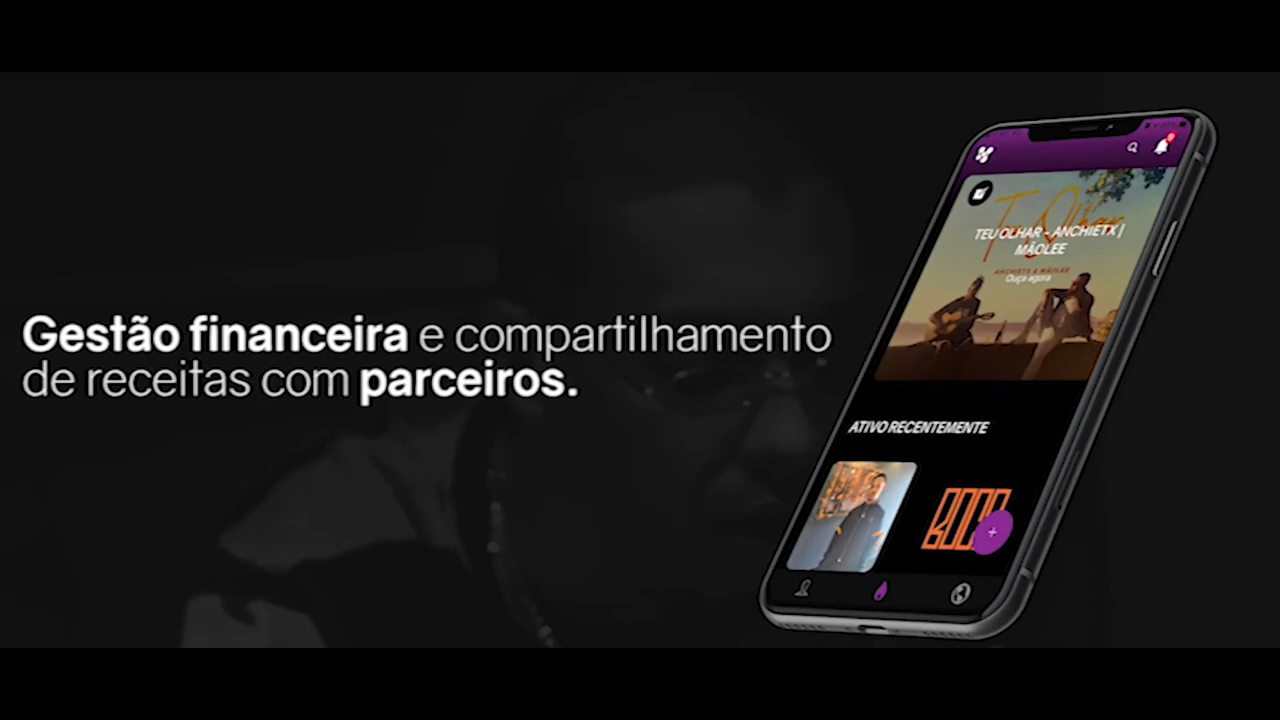 Gestão financeira e compartilhamento
de receitas com parceiros.
TEU OLHAR - ANCHIETX |
MÃOLEE
ANCHIETX & MÃOLEE
Ouça agora
ATIVO RECENTEMENTE